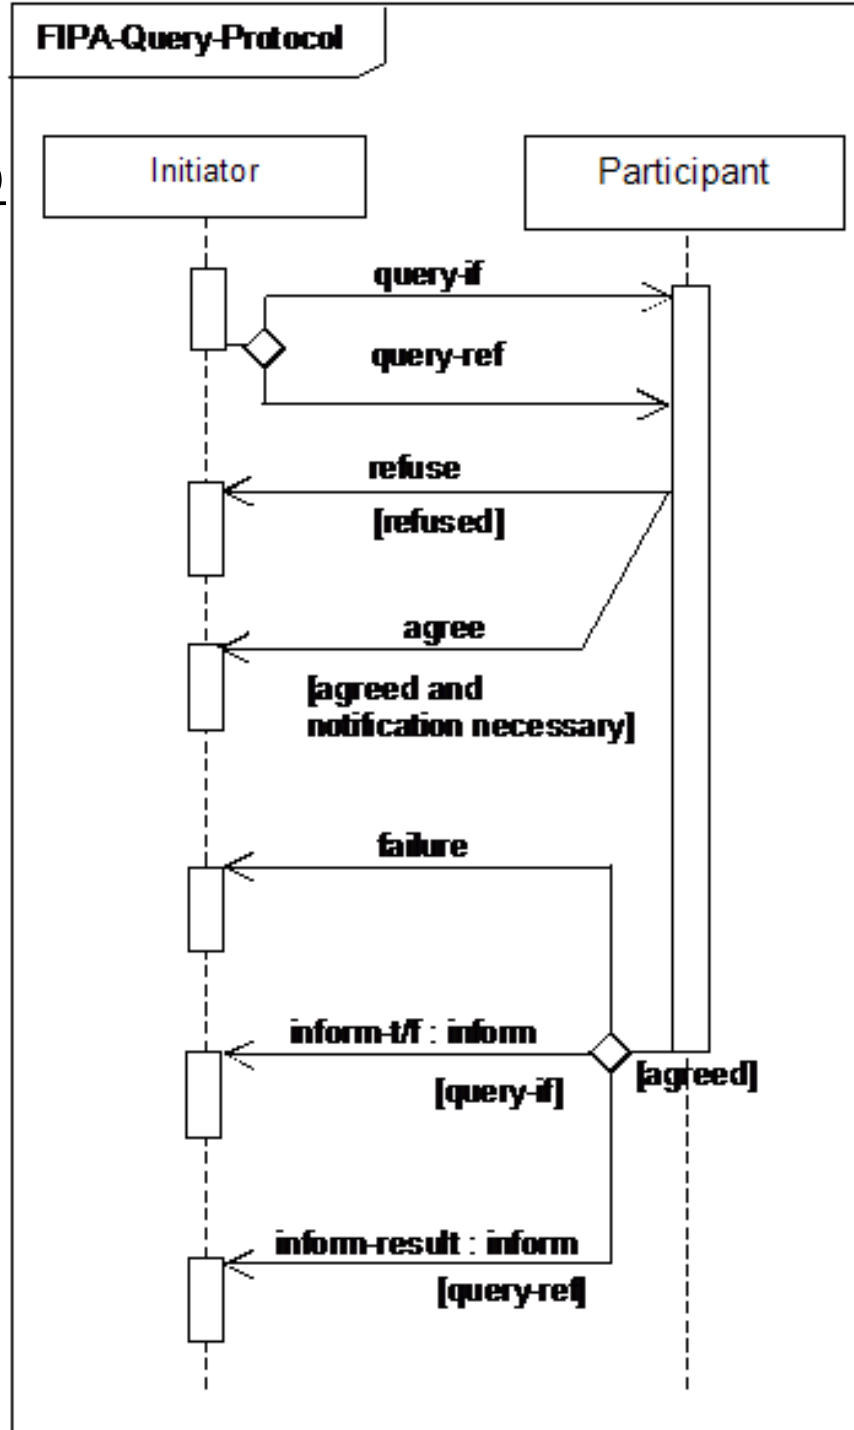 FIPA-Query-Protocol
Initiator
Participant
query-if
query-ref
refuse
[refused]
agree
[agreed and
notification necessary]
failure
inform-t/f : inform
[query-if]
[agreed]
inform-result : inform
[query-ref]